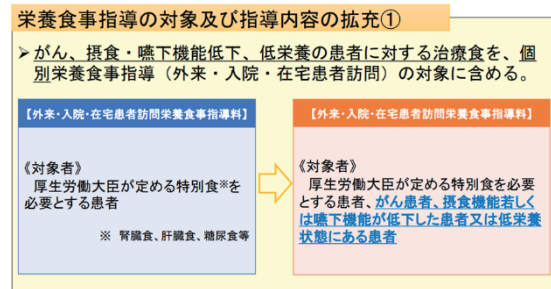 栄養食事指導の対象及び指導内容の拡充①
➢がん、摂食・嚥下機能低下、低栄養の患者に対する治療食を、個
別栄養食事指導（外来・入院・在宅患者訪問）の対象に含める。
【外来・入院・在宅患者訪問栄養食事指導料】
《対象者》
厚生労働大臣が定める特別食※を
必要とする患者
※ 腎臓食、肝臓食、糖尿食等
【外来・入院・在宅患者訪問栄養食事指導料】
《対象者》
厚生労働大臣が定める特別食を必要
とする患者、がん患者、摂食機能若しく
は嚥下機能が低下した患者又は低栄養
状態にある患者